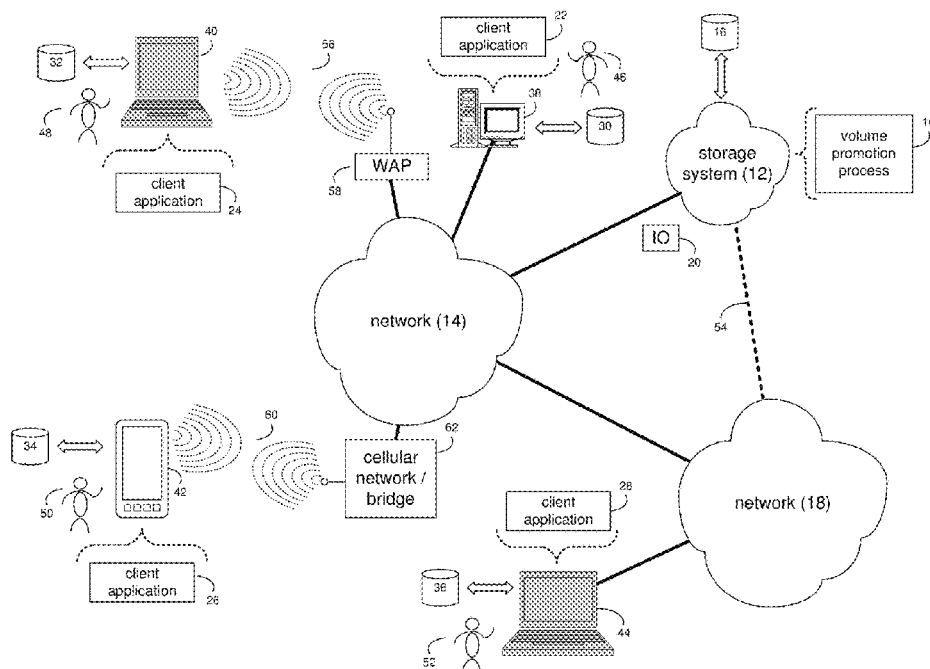 40
32
48
client
application
24
56
WAP
58
22
client
application
46
38
30
16
storage
system (12)
volume
promotion
process
IO
20
network (14)
54
60
34
42
50
62
cellular
network /
bridge
client
application
26
client
application
36
44
52
network (18)